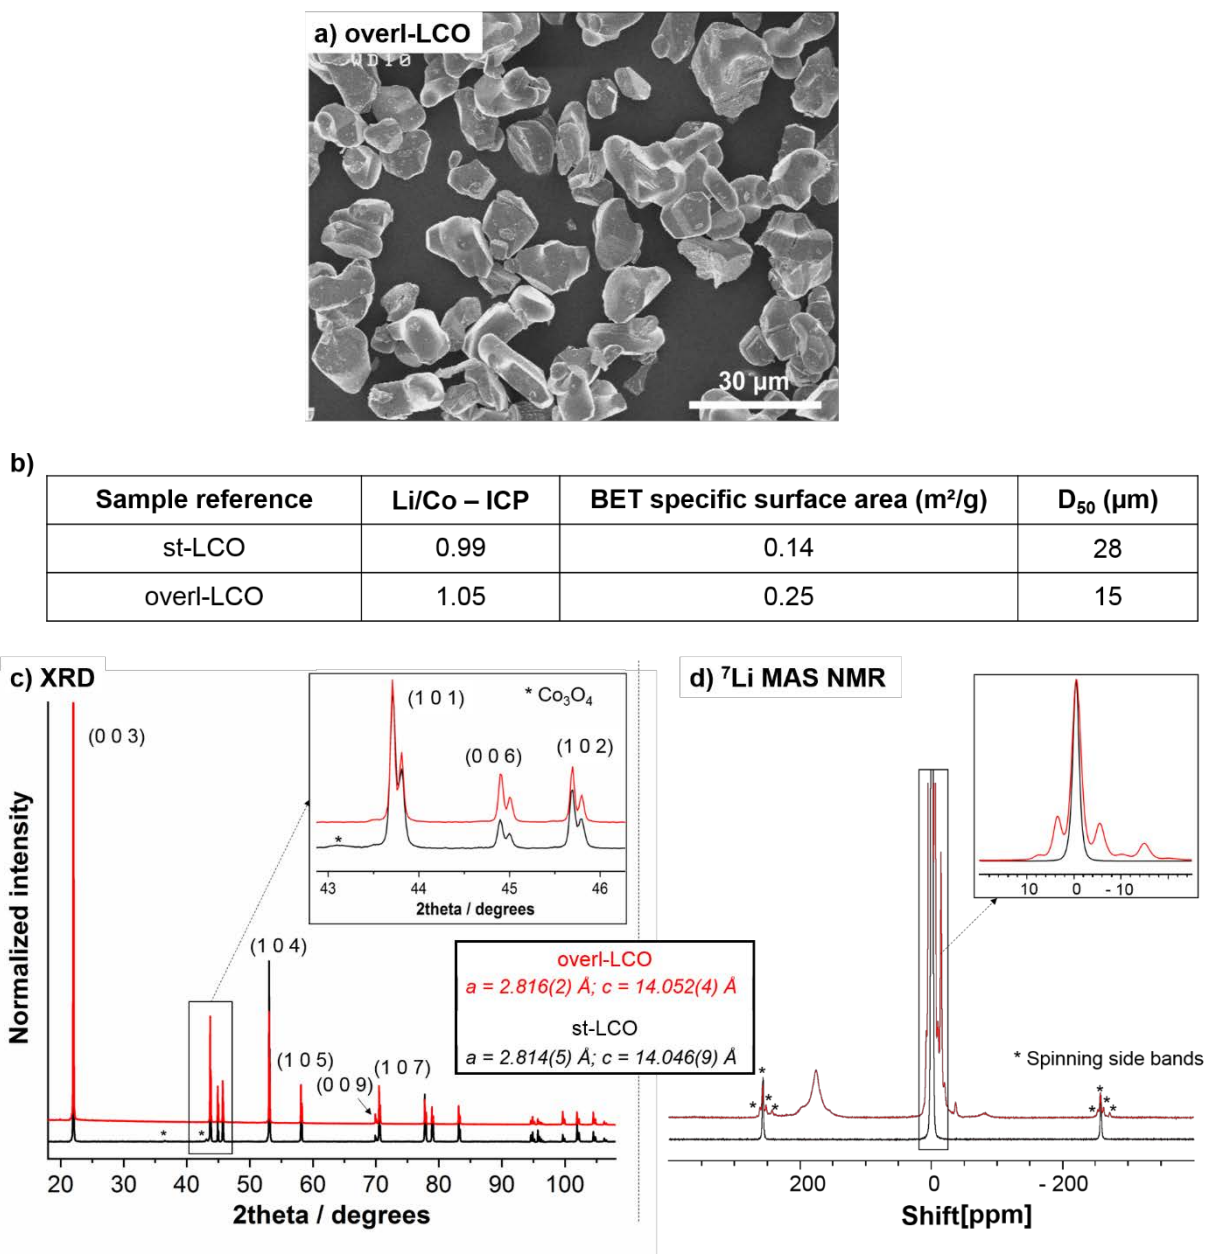 a) overl-LCO
WD10
30 µm
b)
Sample reference Li/Co – ICP BET specific surface area (m²/g) D₅₀ (µm)
st-LCO 0.99 0.14 28
overl-LCO 1.05 0.25 15
c) XRD
Normalized intensity
(0 0 3)
(1 0 4)
(1 0 5)
(0 0 9)
(1 0 7)
* *
20 30 40 50 60 70 80 90 100
2theta / degrees
* Co₃O₄
(1 0 1)
(0 0 6)
(1 0 2)
*
43 44 45 46
2theta / degrees
overl-LCO
a = 2.816(2) Å; c = 14.052(4) Å
st-LCO
a = 2.814(5) Å; c = 14.046(9) Å
d) ⁷Li MAS NMR
10 0 - 10
* Spinning side bands
* * * *
* * * *
200 0 - 200
Shift[ppm]